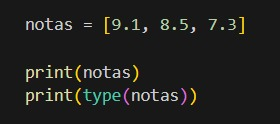 notas = [9.1, 8.5, 7.3]
print(notas)
print(type(notas))